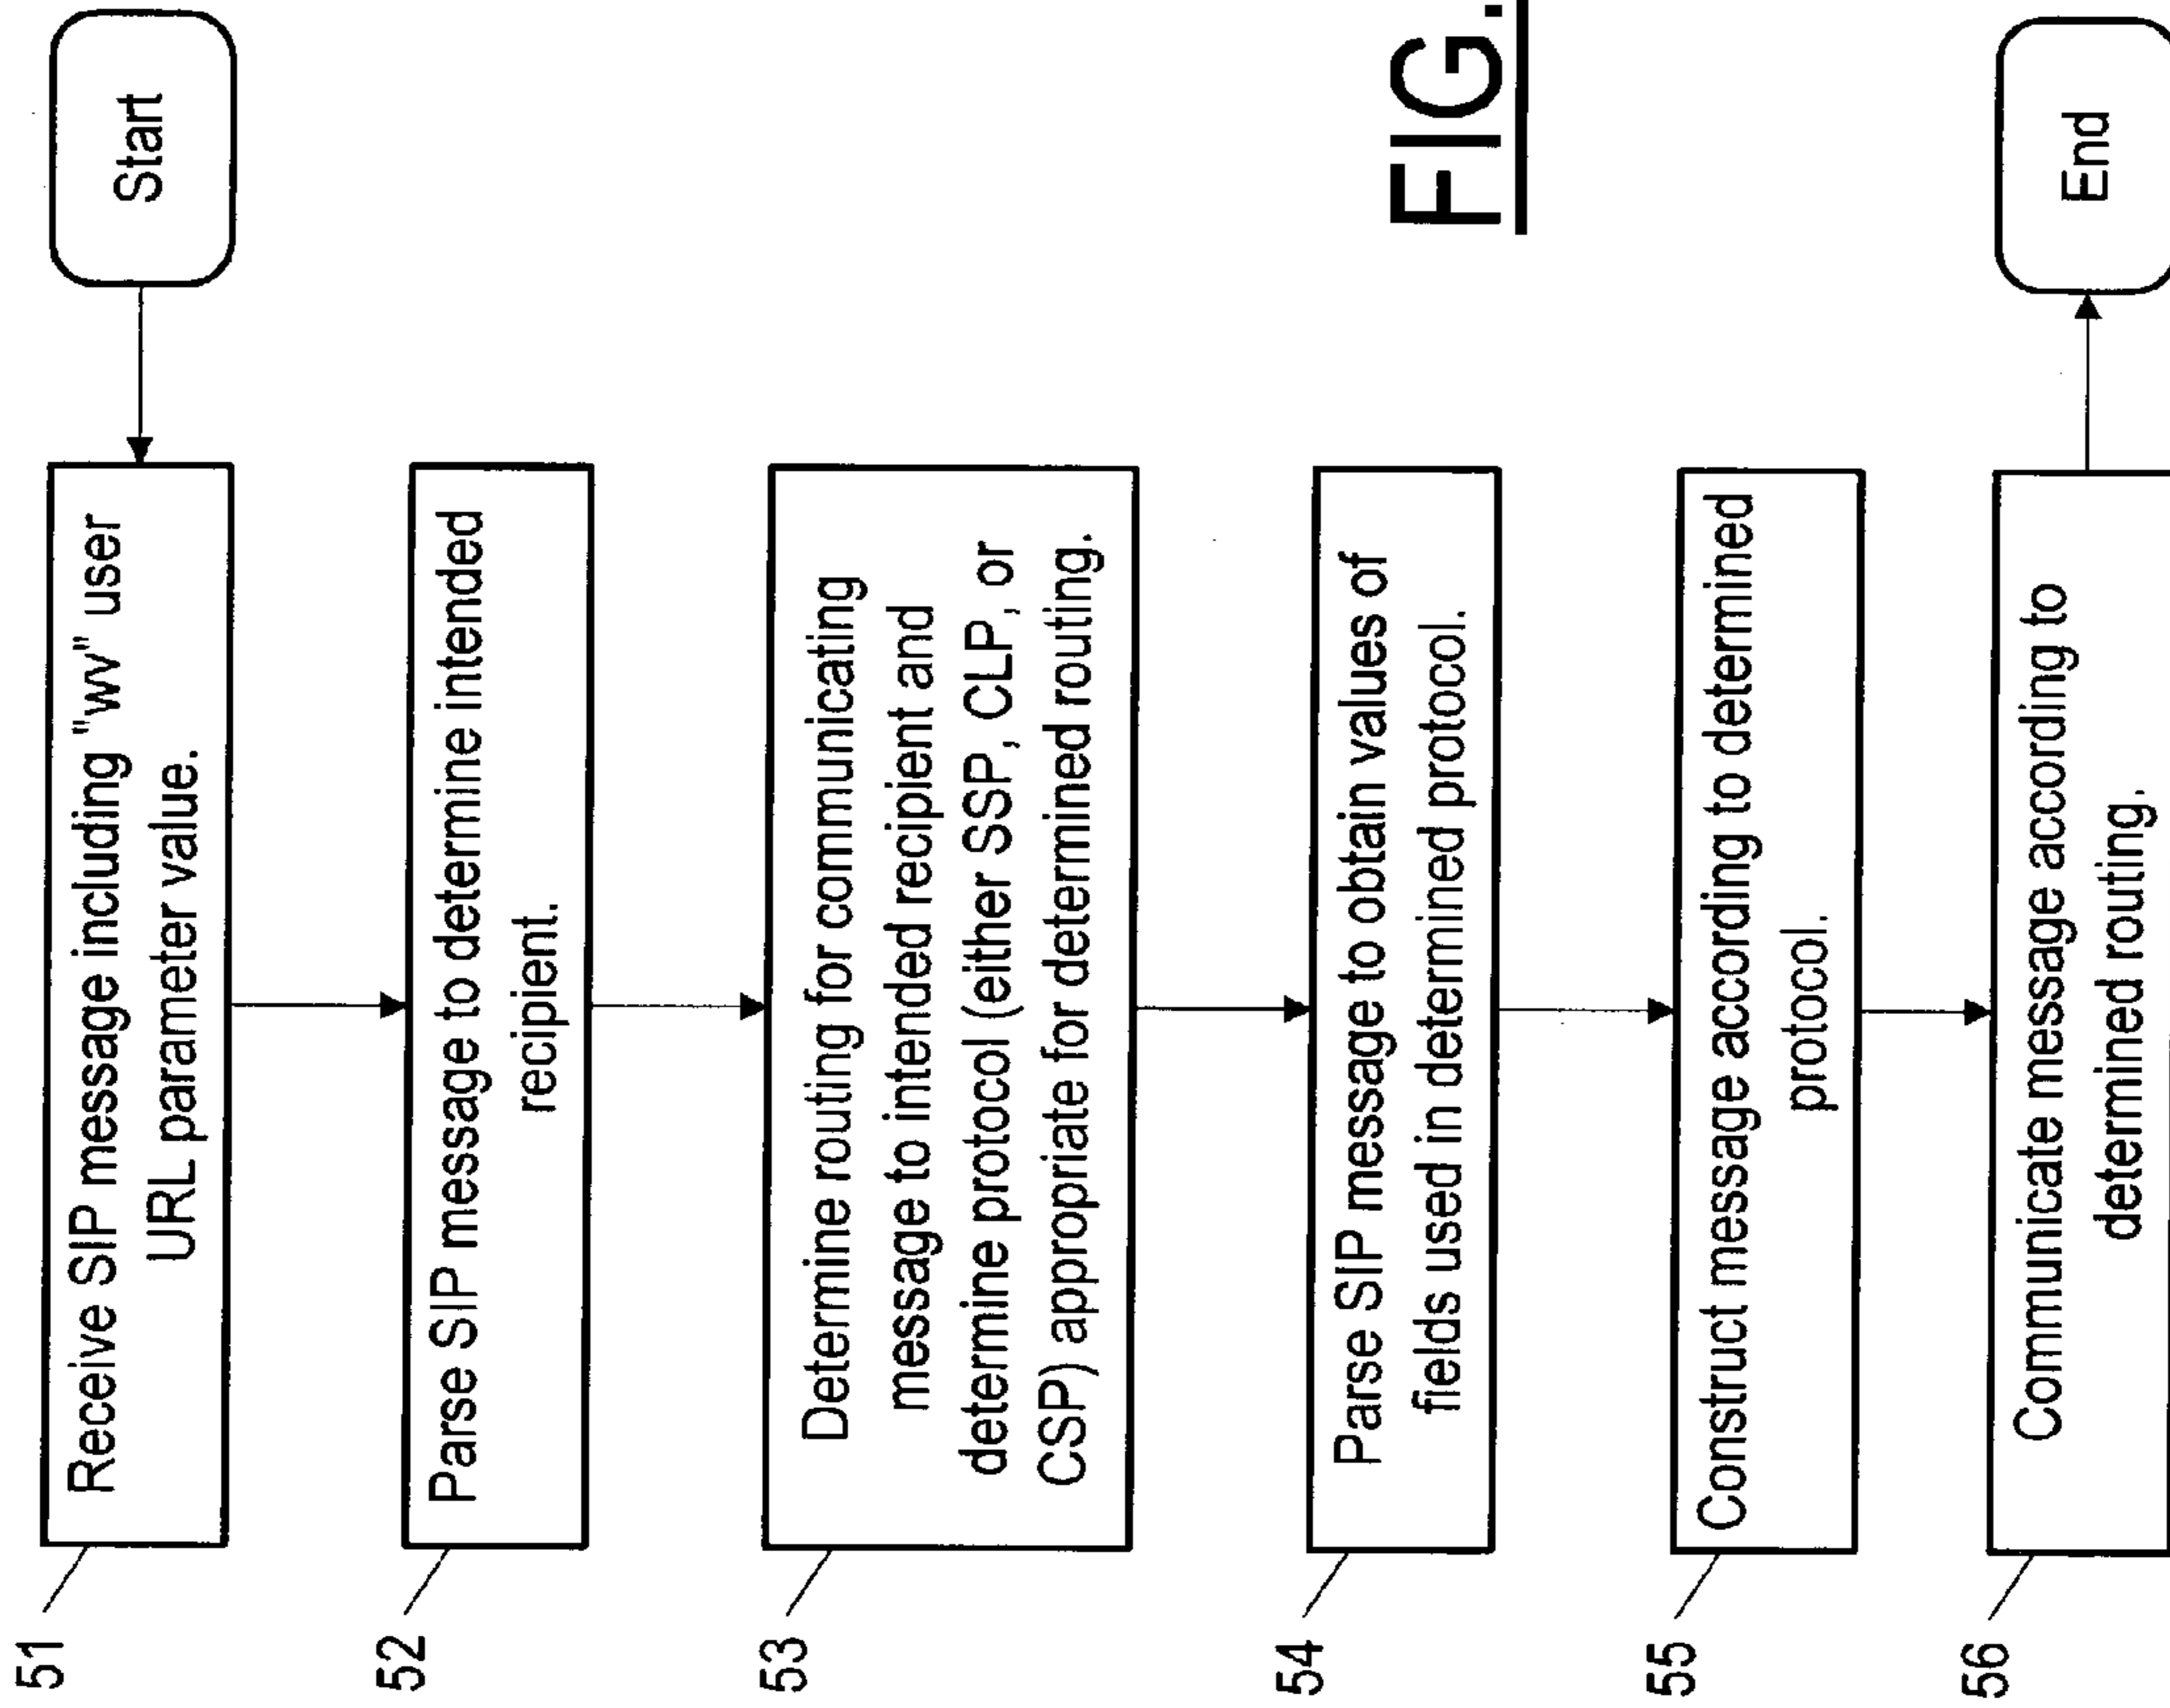 Start
51
Receive SIP message including "wv" user
URL parameter value.
52
Parse SIP message to determine intended
recipient.
53
Determine routing for communicating
message to intended recipient and
determine protocol (either SSP, CLP, or
CSP) appropriate for determined routing.
54
Parse SIP message to obtain values of
fields used in determined protocol.
55
Construct message according to determined
protocol.
56
Communicate message according to
determined routing.
End
FIG.